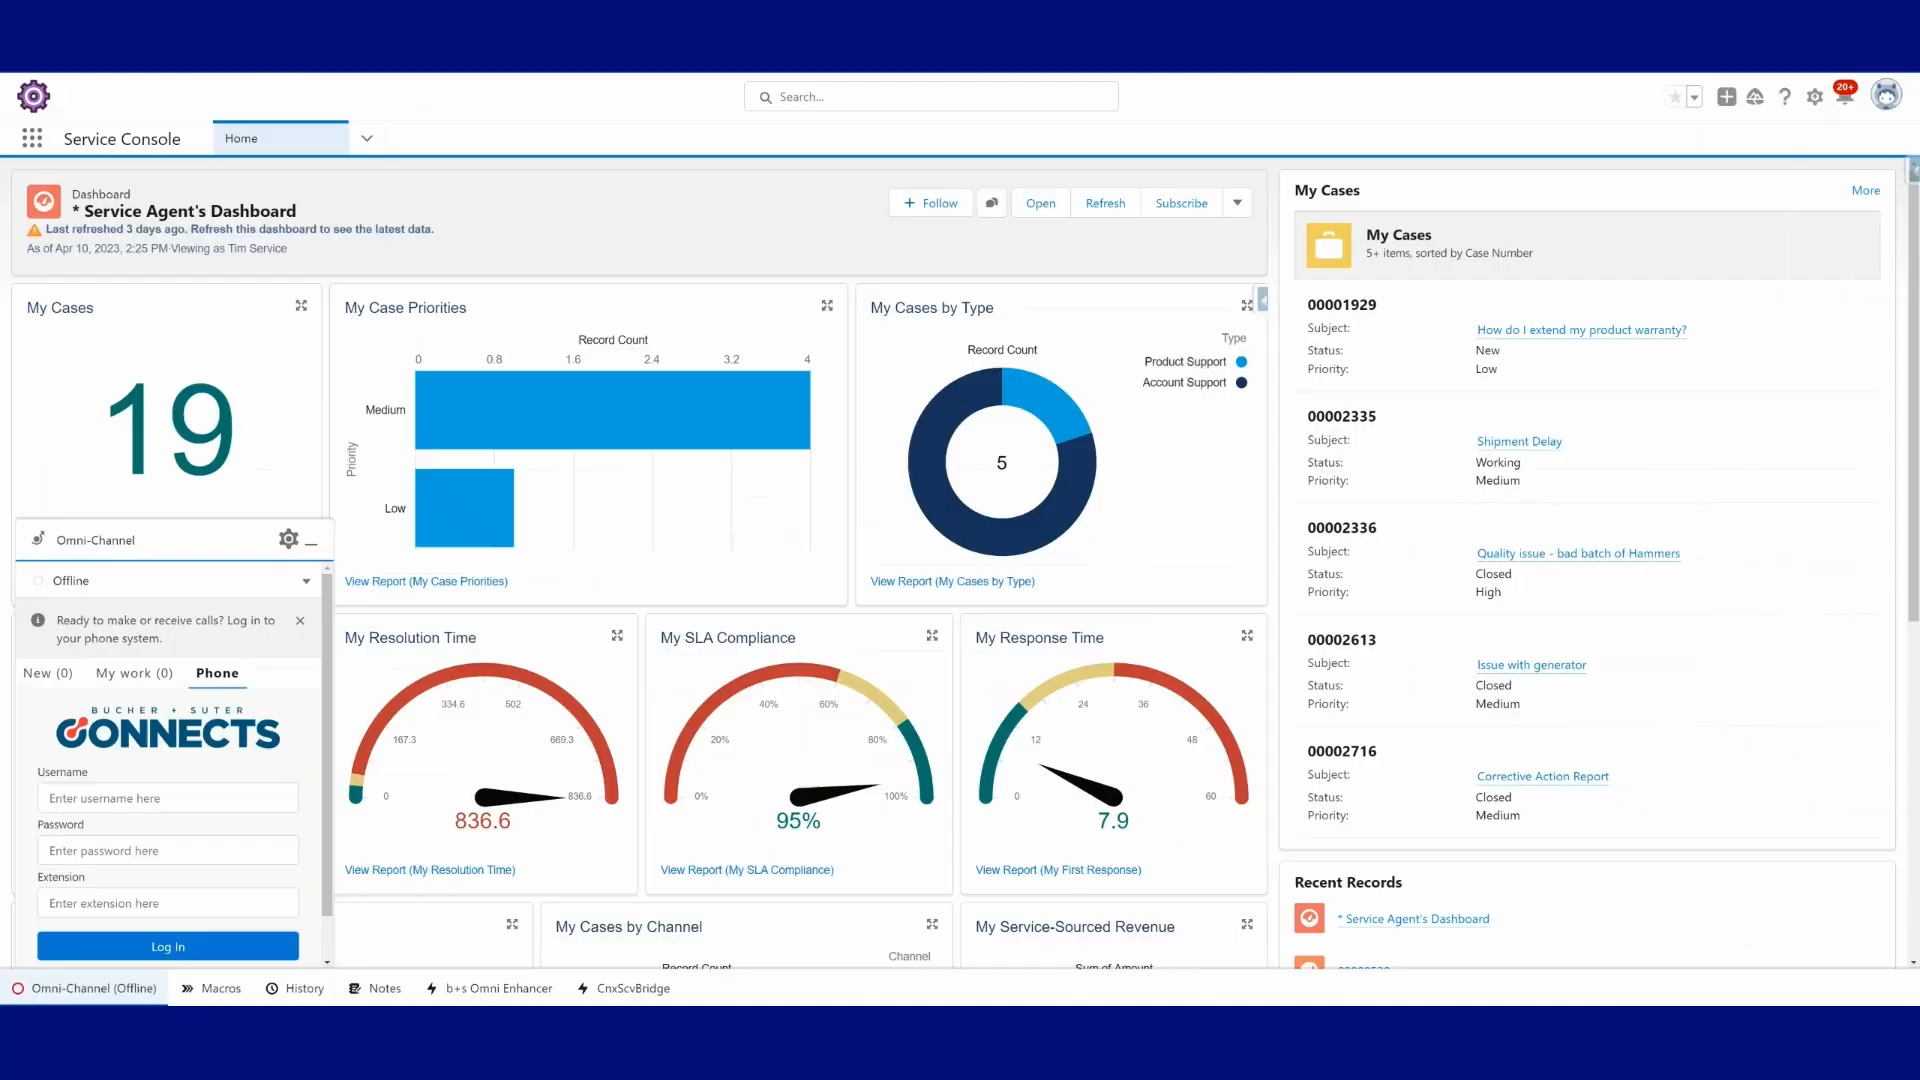 Search...
20+
Service Console
Home
Dashboard
* Service Agent's Dashboard
Last refreshed 3 days ago. Refresh this dashboard to see the latest data.
As of Apr 10, 2023, 2:25 PM·Viewing as Tim Service
+ Follow
Open
Refresh
Subscribe
My Cases
19
My Case Priorities
Record Count
0 0.8 1.6 2.4 3.2 4
Priority
Medium
Low
View Report (My Case Priorities)
My Cases by Type
Record Count
Type
Product Support
Account Support
5
View Report (My Cases by Type)
Omni-Channel
Offline
Ready to make or receive calls? Log in to
your phone system.
New (0) My work (0) Phone
BUCHER + SUTER
CONNECTS
Username
Enter username here
Password
Enter password here
Extension
Enter extension here
Log In
My Resolution Time
0 167.3 334.6 502 669.3 836.6
836.6
View Report (My Resolution Time)
My SLA Compliance
0% 20% 40% 60% 80% 100%
95%
View Report (My SLA Compliance)
My Response Time
0 12 24 36 48 60
7.9
View Report (My First Response)
My Cases by Channel
Channel
Record Count
My Service-Sourced Revenue
Sum of Amount
My Cases
More
My Cases
5+ items, sorted by Case Number
00001929
Subject: How do I extend my product warranty?
Status: New
Priority: Low
00002335
Subject: Shipment Delay
Status: Working
Priority: Medium
00002336
Subject: Quality issue - bad batch of Hammers
Status: Closed
Priority: High
00002613
Subject: Issue with generator
Status: Closed
Priority: Medium
00002716
Subject: Corrective Action Report
Status: Closed
Priority: Medium
Recent Records
* Service Agent's Dashboard
Omni-Channel (Offline)
Macros
History
Notes
b+s Omni Enhancer
CnxScvBridge